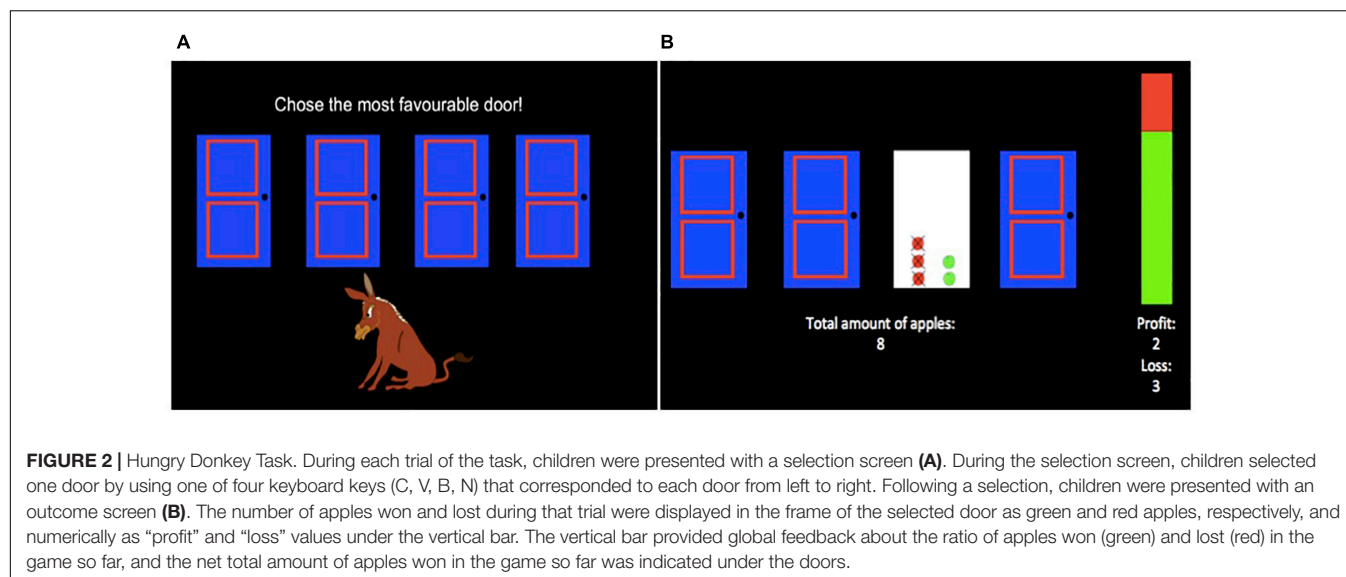 A
B
Chose the most favourable door!
Total amount of apples:
8
Profit:
2
Loss:
3
FIGURE 2 | Hungry Donkey Task. During each trial of the task, children were presented with a selection screen (A). During the selection screen, children selected
one door by using one of four keyboard keys (C, V, B, N) that corresponded to each door from left to right. Following a selection, children were presented with an
outcome screen (B). The number of apples won and lost during that trial were displayed in the frame of the selected door as green and red apples, respectively, and
numerically as “profit” and “loss” values under the vertical bar. The vertical bar provided global feedback about the ratio of apples won (green) and lost (red) in the
game so far, and the net total amount of apples won in the game so far was indicated under the doors.